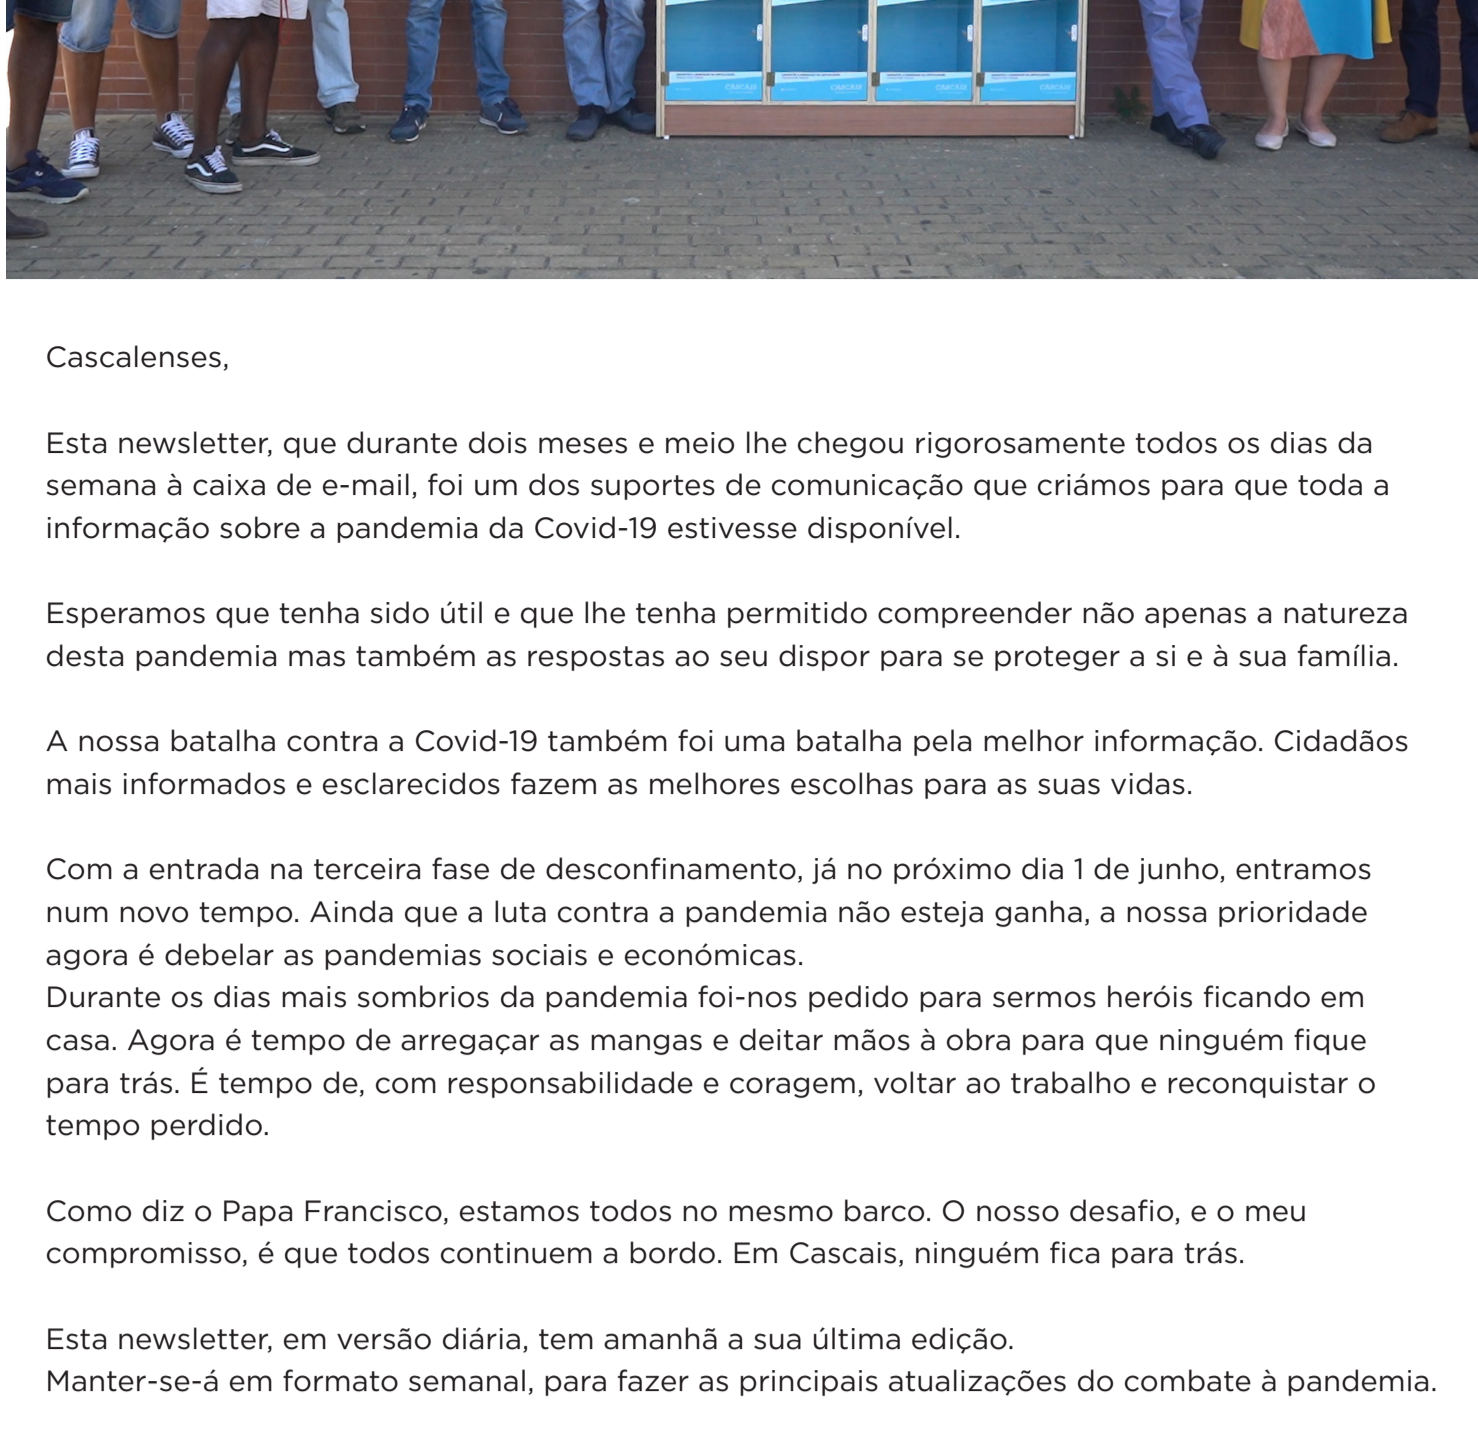 CASCAIS
CASCAIS
CASCAIS
CASCAIS
Cascalenses,
Esta newsletter, que durante dois meses e meio lhe chegou rigorosamente todos os dias da
semana à caixa de e-mail, foi um dos suportes de comunicação que criámos para que toda a
informação sobre a pandemia da Covid-19 estivesse disponível.
Esperamos que tenha sido útil e que lhe tenha permitido compreender não apenas a natureza
desta pandemia mas também as respostas ao seu dispor para se proteger a si e à sua família.
A nossa batalha contra a Covid-19 também foi uma batalha pela melhor informação. Cidadãos
mais informados e esclarecidos fazem as melhores escolhas para as suas vidas.
Com a entrada na terceira fase de desconfinamento, já no próximo dia 1 de junho, entramos
num novo tempo. Ainda que a luta contra a pandemia não esteja ganha, a nossa prioridade
agora é debelar as pandemias sociais e económicas.
Durante os dias mais sombrios da pandemia foi-nos pedido para sermos heróis ficando em
casa. Agora é tempo de arregaçar as mangas e deitar mãos à obra para que ninguém fique
para trás. É tempo de, com responsabilidade e coragem, voltar ao trabalho e reconquistar o
tempo perdido.
Como diz o Papa Francisco, estamos todos no mesmo barco. O nosso desafio, e o meu
compromisso, é que todos continuem a bordo. Em Cascais, ninguém fica para trás.
Esta newsletter, em versão diária, tem amanhã a sua última edição.
Manter-se-á em formato semanal, para fazer as principais atualizações do combate à pandemia.